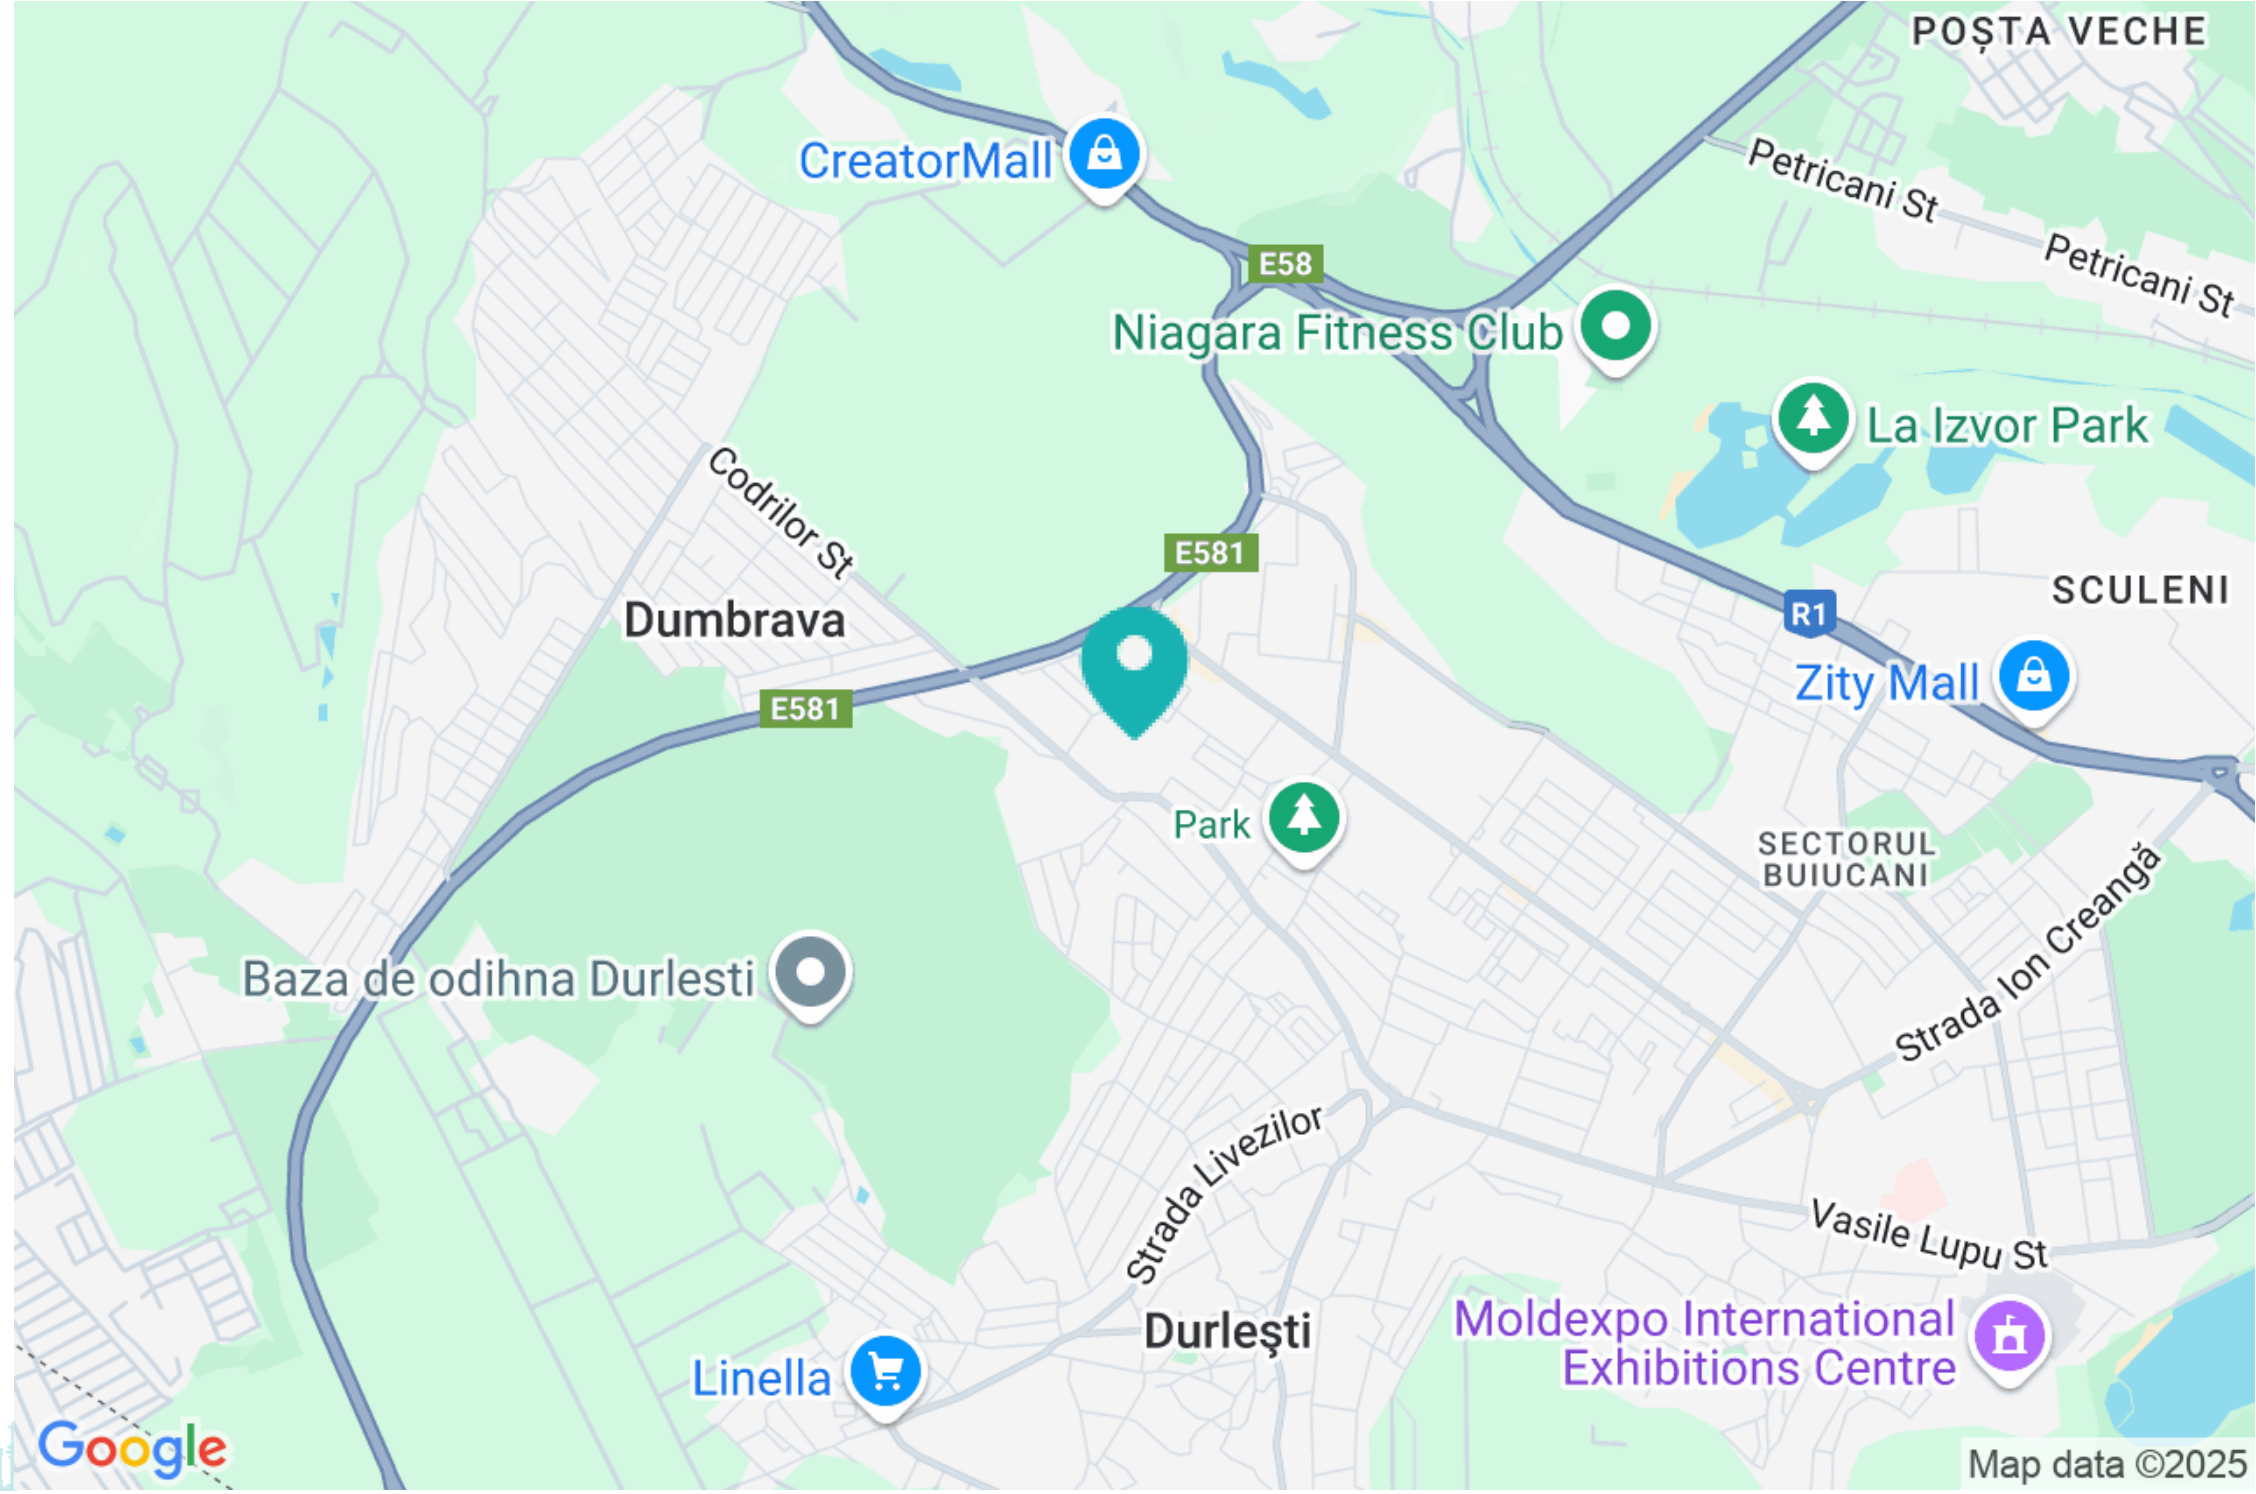 POȘTA VECHE
CreatorMall
Petricani St
E58
Petricani St
Niagara Fitness Club
La Izvor Park
Codrilor St
E581
SCULENI
Dumbrava
R1
Zity Mall
E581
Park
SECTORUL
BUIUCANI
Strada Ion Creangă
Baza de odihna Durlesti
Strada Livezilor
Vasile Lupu St
Durleşti
Moldexpo International
Exhibitions Centre
Linella
Google
Map data ©2025